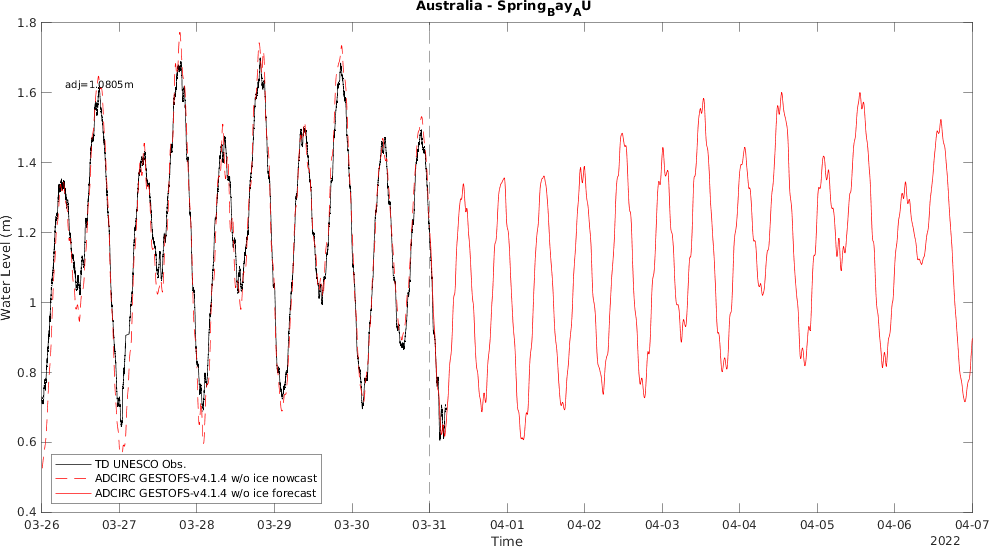 Australia - SpringBayAU
adj=1.0805m
1.8
1.6
1.4
1.2
1
0.8
0.6
0.4
Water Level (m)
TD UNESCO Obs.
ADCIRC GESTOFS-v4.1.4 w/o ice nowcast
ADCIRC GESTOFS-v4.1.4 w/o ice forecast
03-26 03-27 03-28 03-29 03-30 03-31 04-01 04-02 04-03 04-04 04-05 04-06 04-07
Time
2022